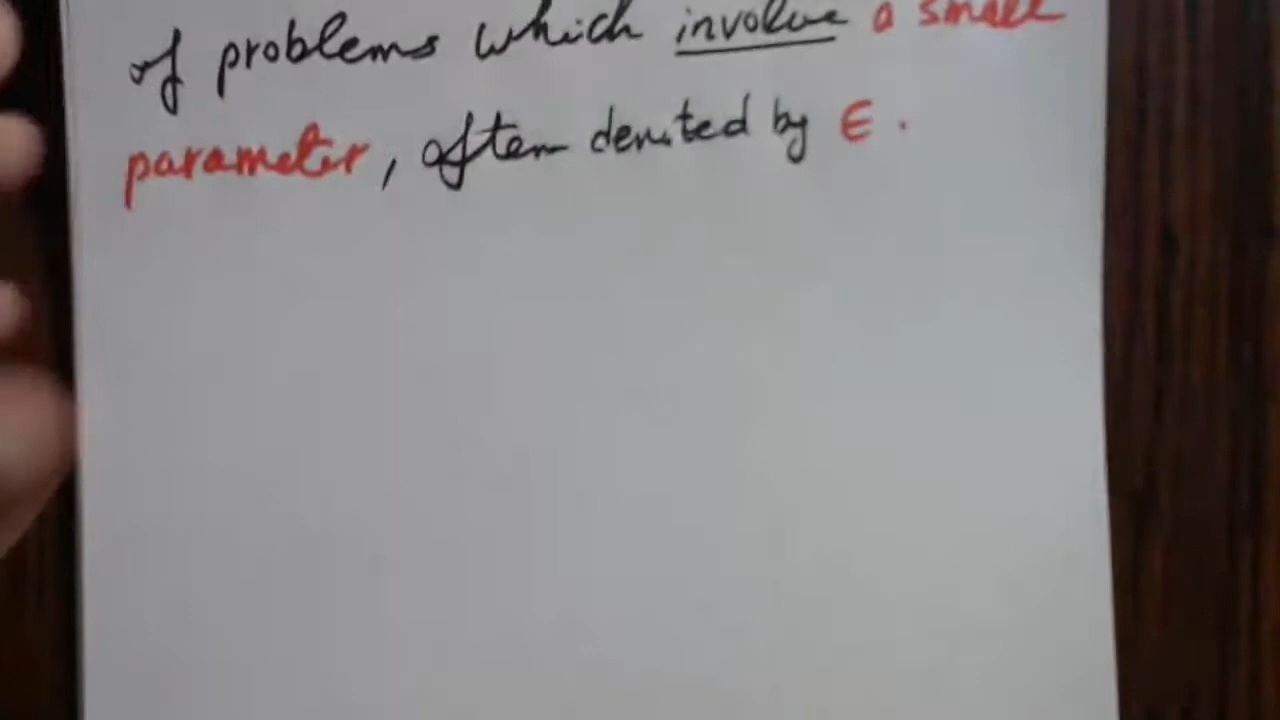 of problems which involve a small
parameter, often denoted by ϵ.